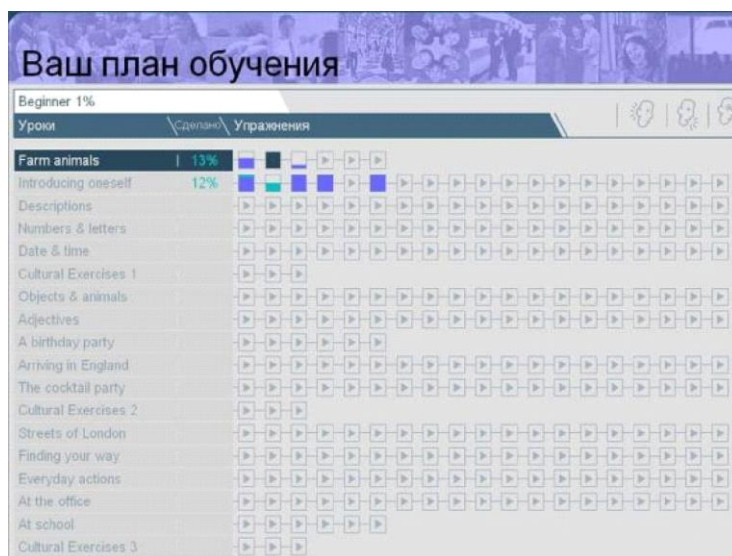 Ваш план обучения
Beginner 1%
Уроки Сделано Упражнения
Farm animals 13%
Introducing oneself 12%
Descriptions
Numbers & letters
Date & time
Cultural Exercises 1
Objects & animals
Adjectives
A birthday party
Arriving in England
The cocktail party
Cultural Exercises 2
Streets of London
Finding your way
Everyday actions
At the office
At school
Cultural Exercises 3